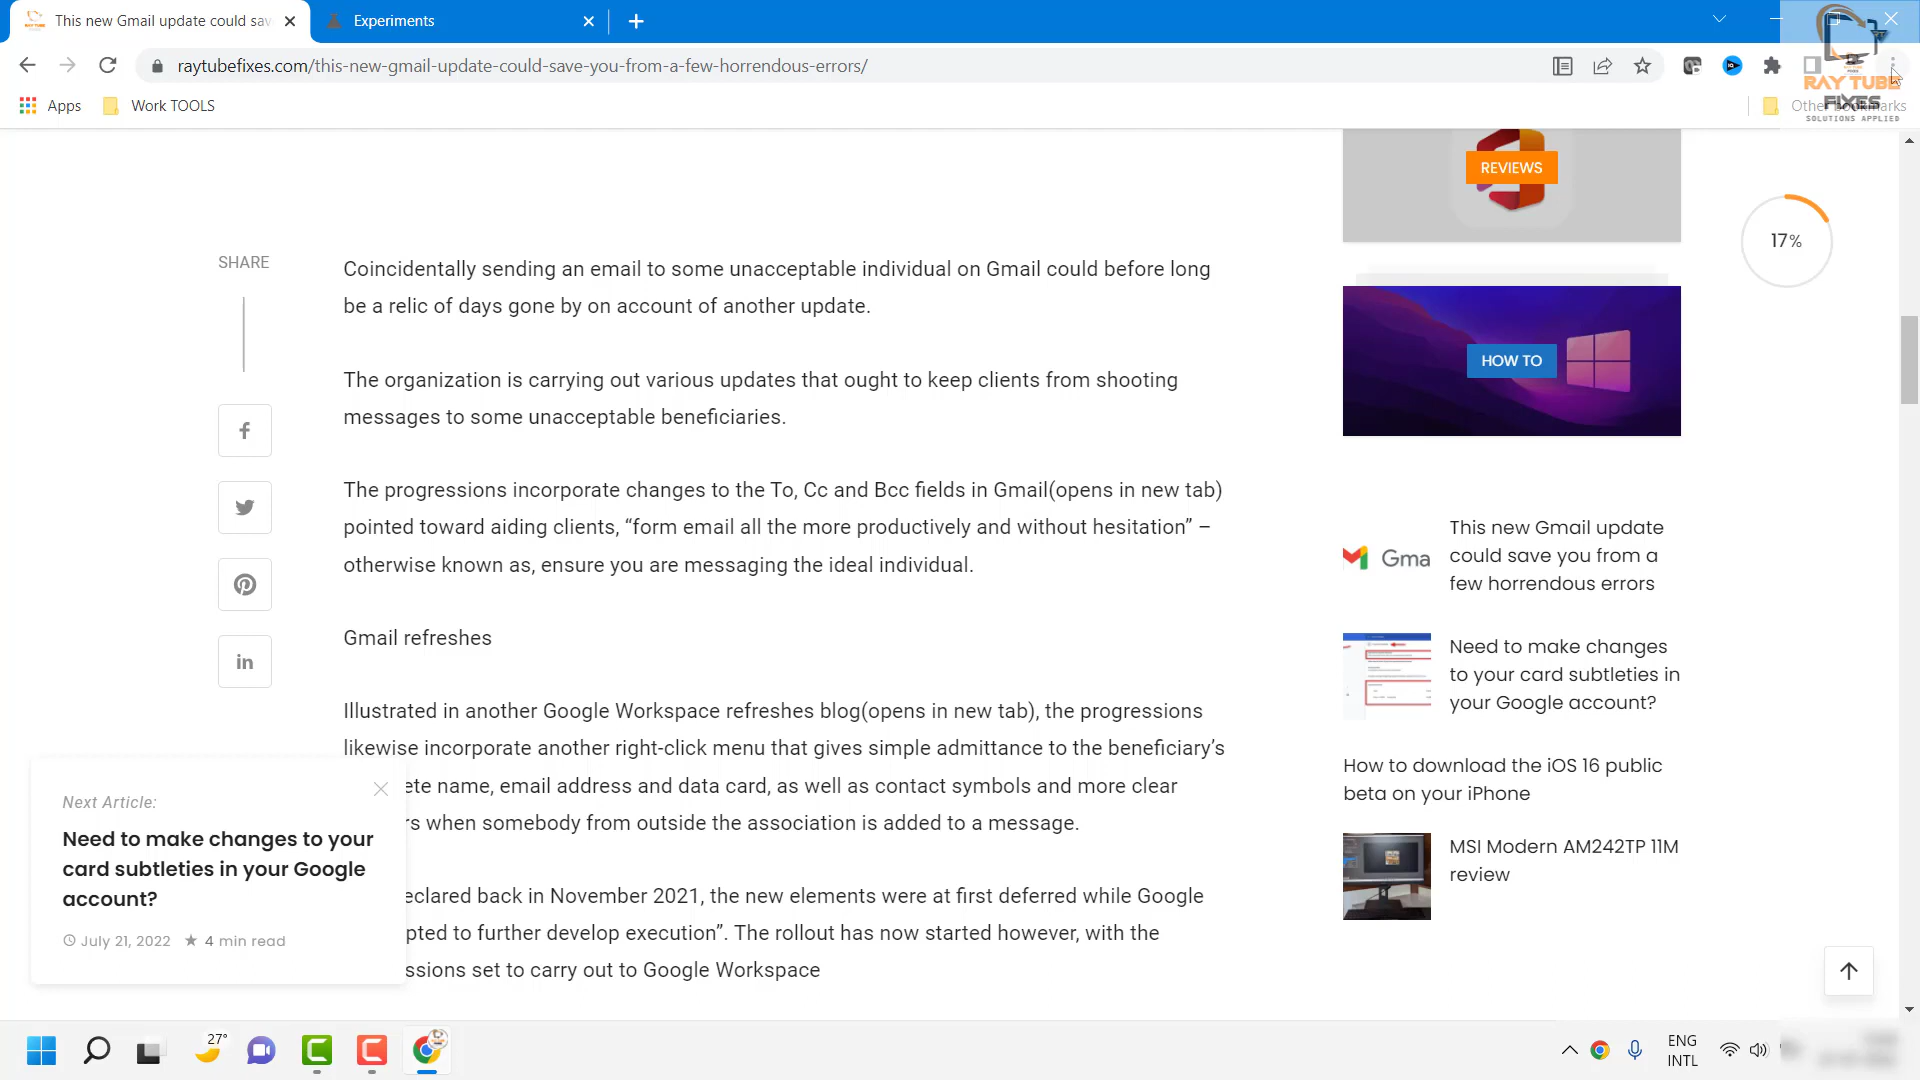 This new Gmail update could sav
Experiments
raytubefixes.com/this-new-gmail-update-could-save-you-from-a-few-horrendous-errors/
Apps
Work TOOLS
Other bookmarks
RAY TUBE
FIXES
SOLUTIONS APPLIED
REVIEWS
17%
SHARE
Coincidentally sending an email to some unacceptable individual on Gmail could before long
be a relic of days gone by on account of another update.
The organization is carrying out various updates that ought to keep clients from shooting
messages to some unacceptable beneficiaries.
The progressions incorporate changes to the To, Cc and Bcc fields in Gmail(opens in new tab)
pointed toward aiding clients, “form email all the more productively and without hesitation” –
otherwise known as, ensure you are messaging the ideal individual.
Gmail refreshes
Illustrated in another Google Workspace refreshes blog(opens in new tab), the progressions
likewise incorporate another right-click menu that gives simple admittance to the beneficiary’s
ete name, email address and data card, as well as contact symbols and more clear
rs when somebody from outside the association is added to a message.
eclared back in November 2021, the new elements were at first deferred while Google
pted to further develop execution”. The rollout has now started however, with the
ssions set to carry out to Google Workspace
Next Article:
Need to make changes to your
card subtleties in your Google
account?
July 21, 2022
4 min read
HOW TO
Gma
This new Gmail update
could save you from a
few horrendous errors
Need to make changes
to your card subtleties in
your Google account?
How to download the iOS 16 public
beta on your iPhone
MSI Modern AM242TP 11M
review
27°
ENG
INTL